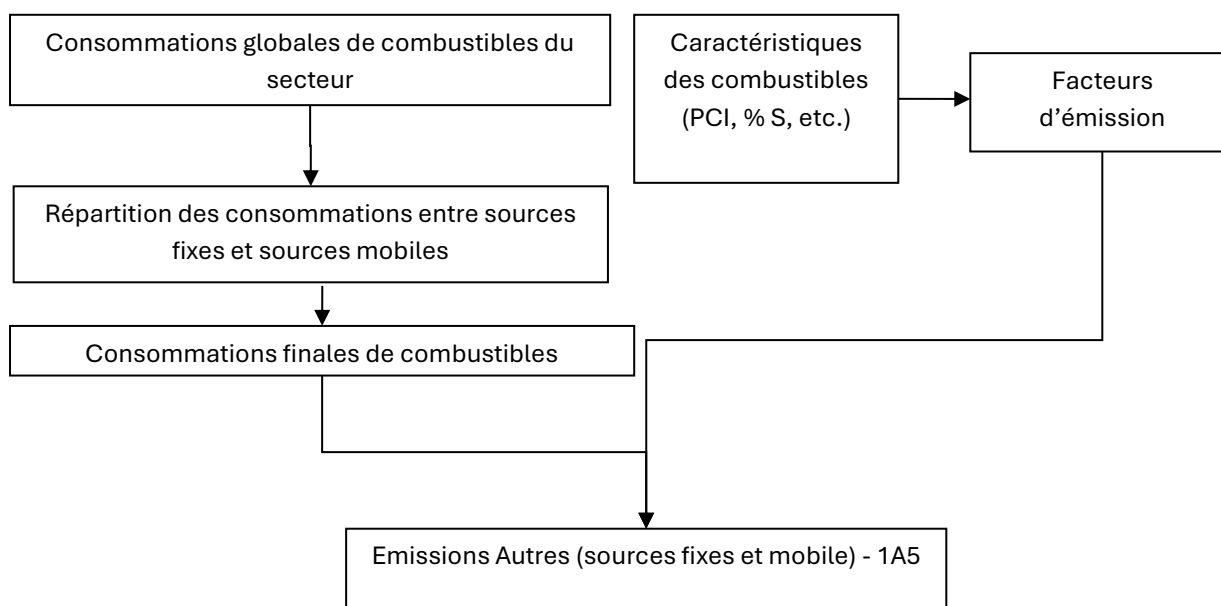 Consommations globales de combustibles du
secteur
Caractéristiques
des combustibles
(PCI, % S, etc.)
Facteurs
d’émission
Répartition des consommations entre sources
fixes et sources mobiles
Consommations finales de combustibles
Emissions Autres (sources fixes et mobile) - 1A5